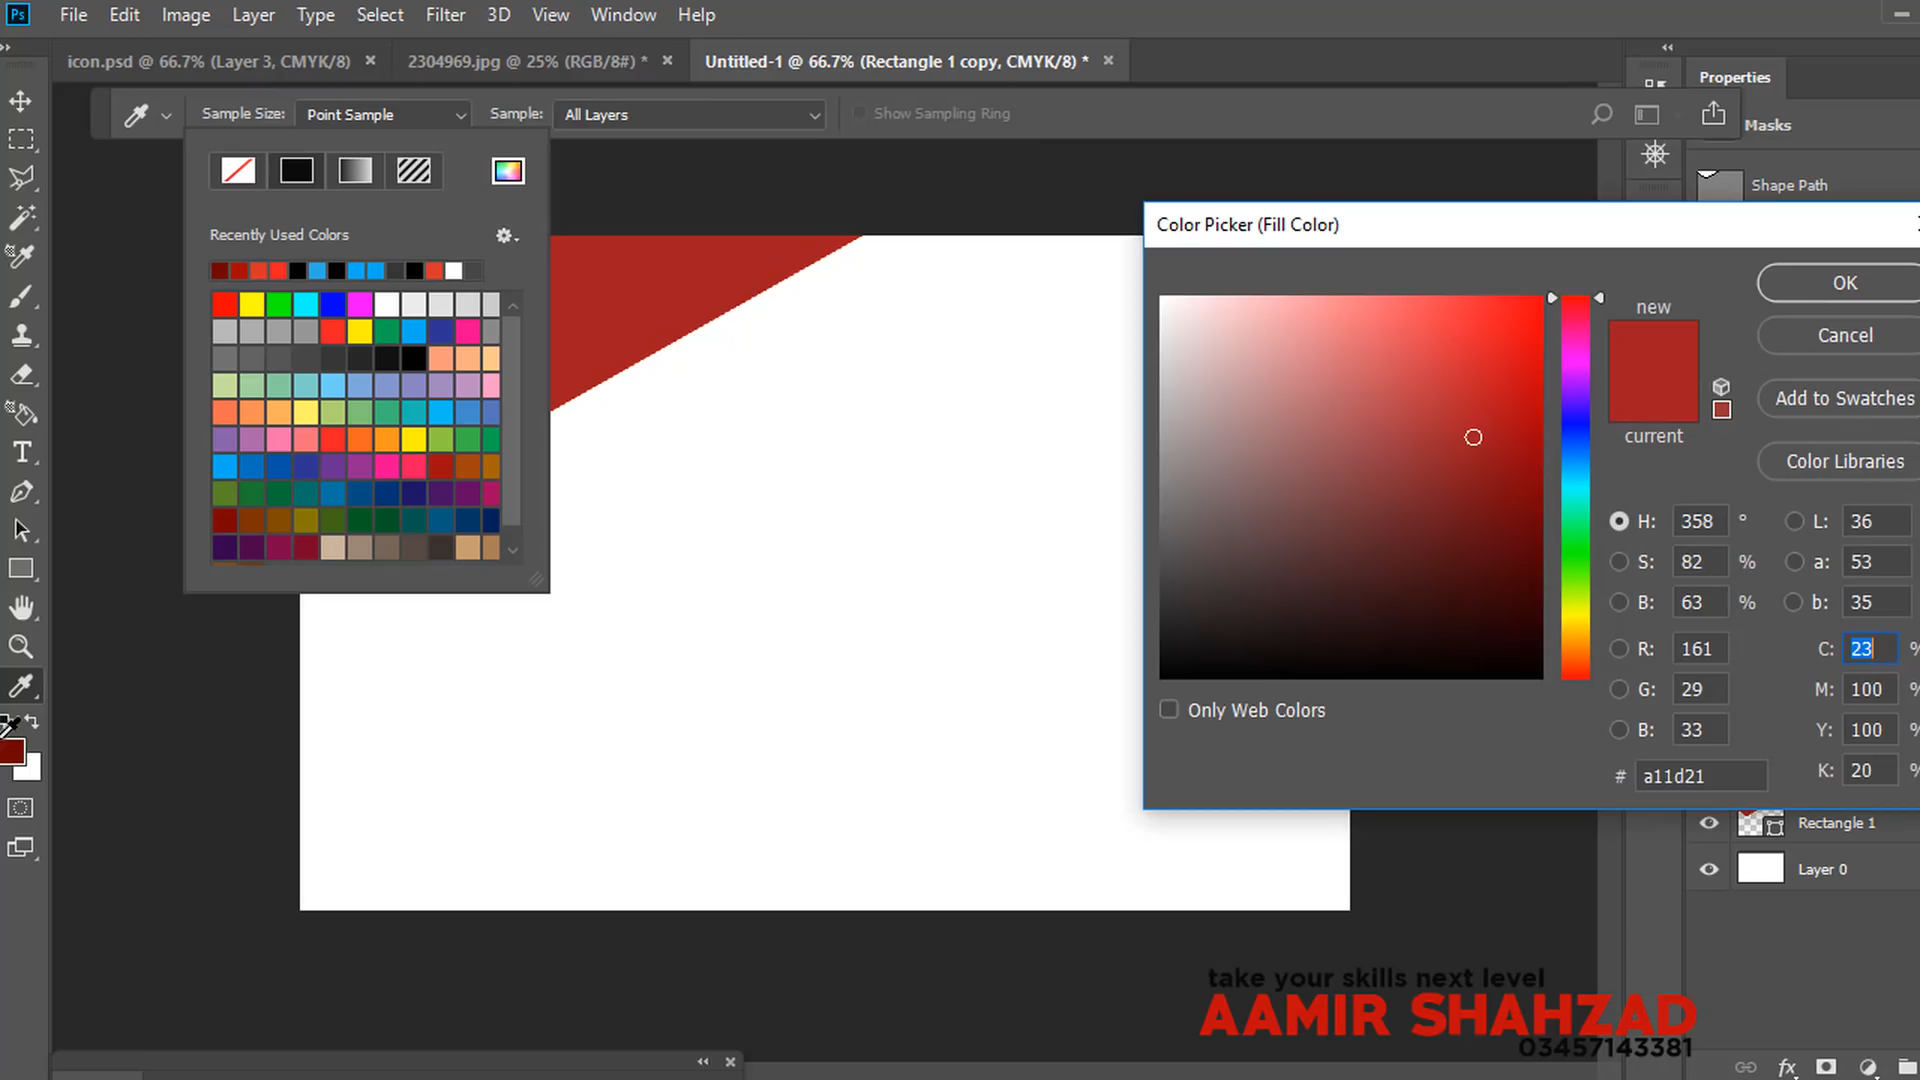 Ps File Edit Image Layer Type Select Filter 3D View Window Help
icon.psd @ 66.7% (Layer 3, CMYK/8) × 2304969.jpg @ 25% (RGB/8#) * × Untitled-1 @ 66.7% (Rectangle 1 copy, CMYK/8) * ×
Properties
Sample Size: Point Sample Sample: All Layers Show Sampling Ring
Masks
Shape Path
Recently Used Colors
Color Picker (Fill Color)
OK
new
Cancel
Add to Swatches
current
Color Libraries
H: 358 ° L: 36
S: 82 % a: 53
B: 63 % b: 35
R: 161 C: 23 %
G: 29 M: 100 %
B: 33 Y: 100 %
# a11d21 K: 20 %
Only Web Colors
T
Rectangle 1
Layer 0
take your skills next level
AAMIR SHAHZAD
03457143381
fx